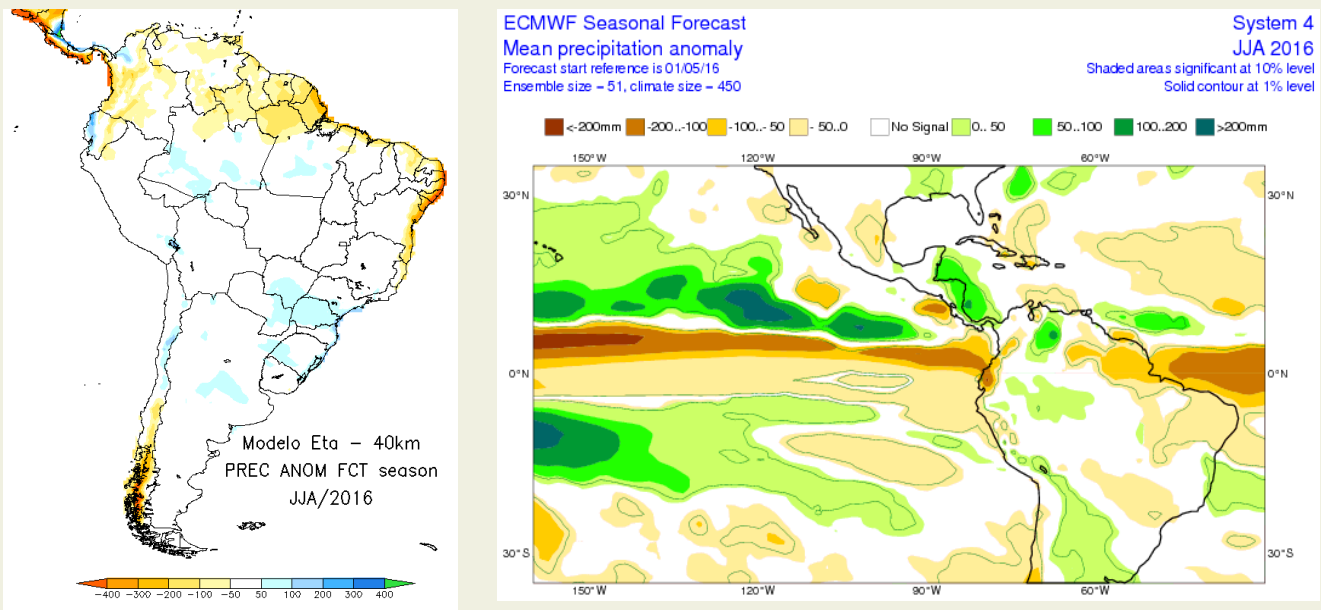 Modelo Eta – 40km
PREC ANOM FCT season
JJA/2016
−400 −300 −200 −100 −50 50 100 200 300 400
ECMWF Seasonal Forecast
Mean precipitation anomaly
Forecast start reference is 01/05/16
Ensemble size – 51, climate size – 450
System 4
JJA 2016
Shaded areas significant at 10% level
Solid contour at 1% level
<-200mm -200..-100 -100..- 50 - 50..0 No Signal 0.. 50 50..100 100..200 >200mm
150°W 120°W 90°W 60°W
30°N 30°N
0°N 0°N
30°S 30°S
150°W 120°W 90°W 60°W